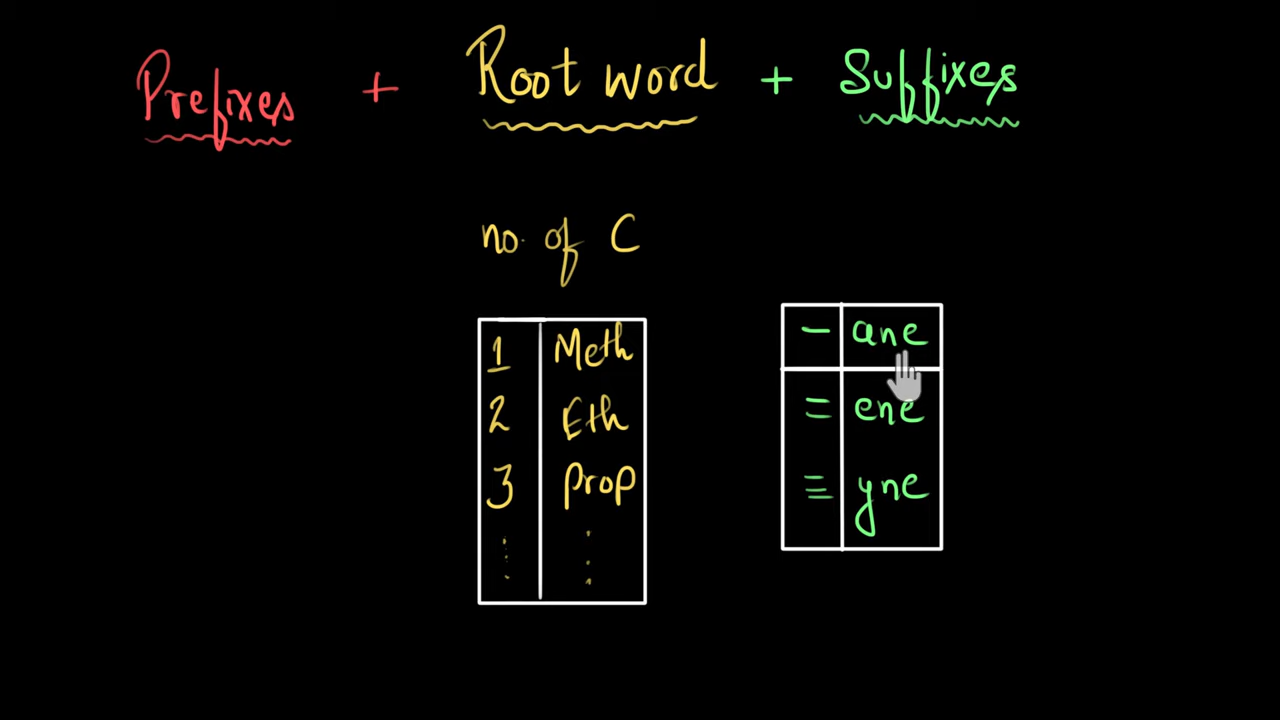 Prefixes + Root word + Suffixes
no. of C
1 Meth
2 Eth
3 Prop
⋮ ⋮
- ane
= ene
≡ yne